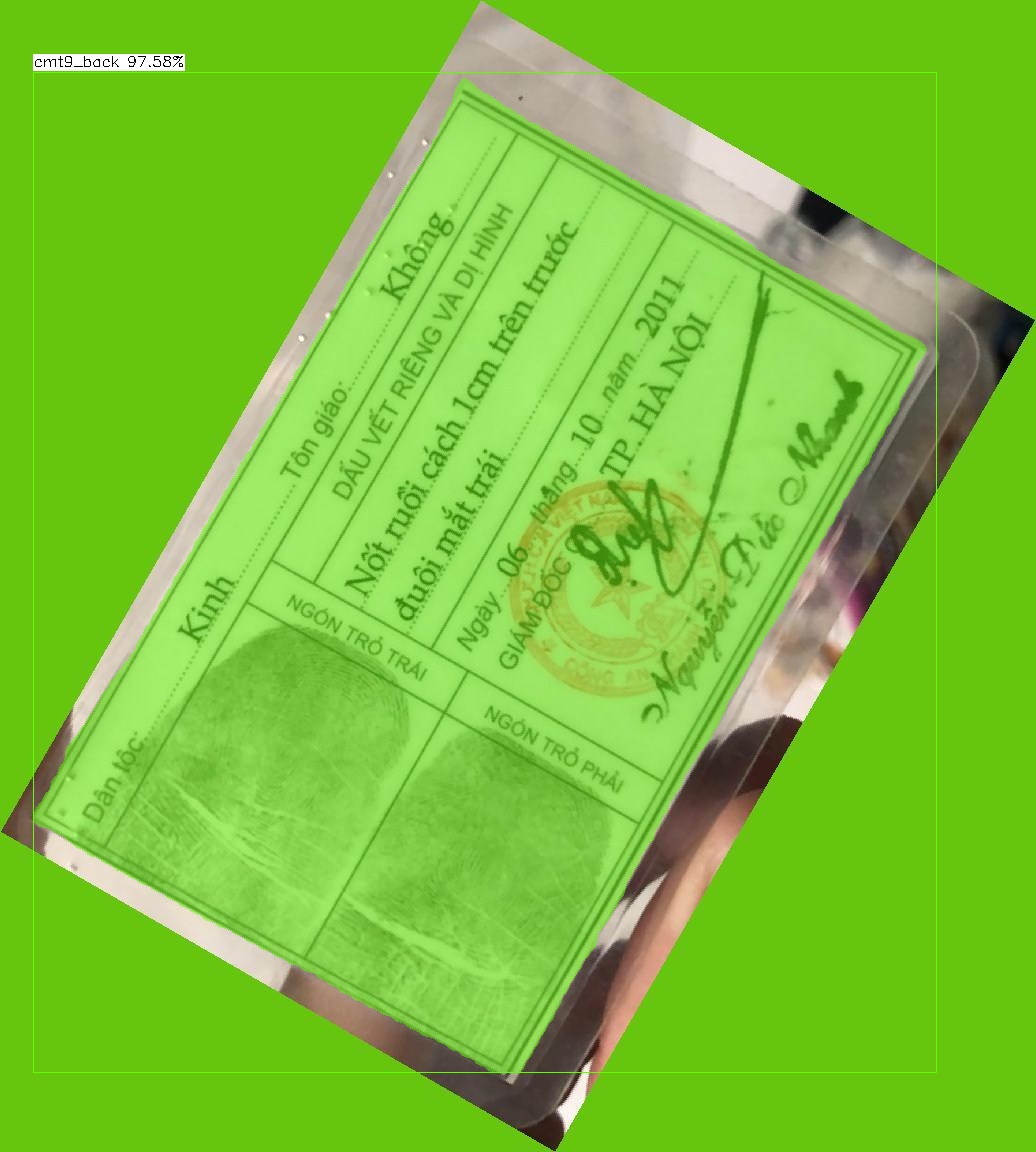 cmt9_back 97.58%
Dân tộc: Kinh Tôn giáo: Không
DẤU VẾT RIÊNG VÀ DỊ HÌNH
Nốt ruồi cách 1cm trên trước
đuôi mắt trái
Ngày 06 tháng 10 năm 2011
GIÁM ĐỐC TP. HÀ NỘI
CÔNG AN
Nguyễn Đức Nhanh
NGÓN TRỎ TRÁI
NGÓN TRỎ PHẢI